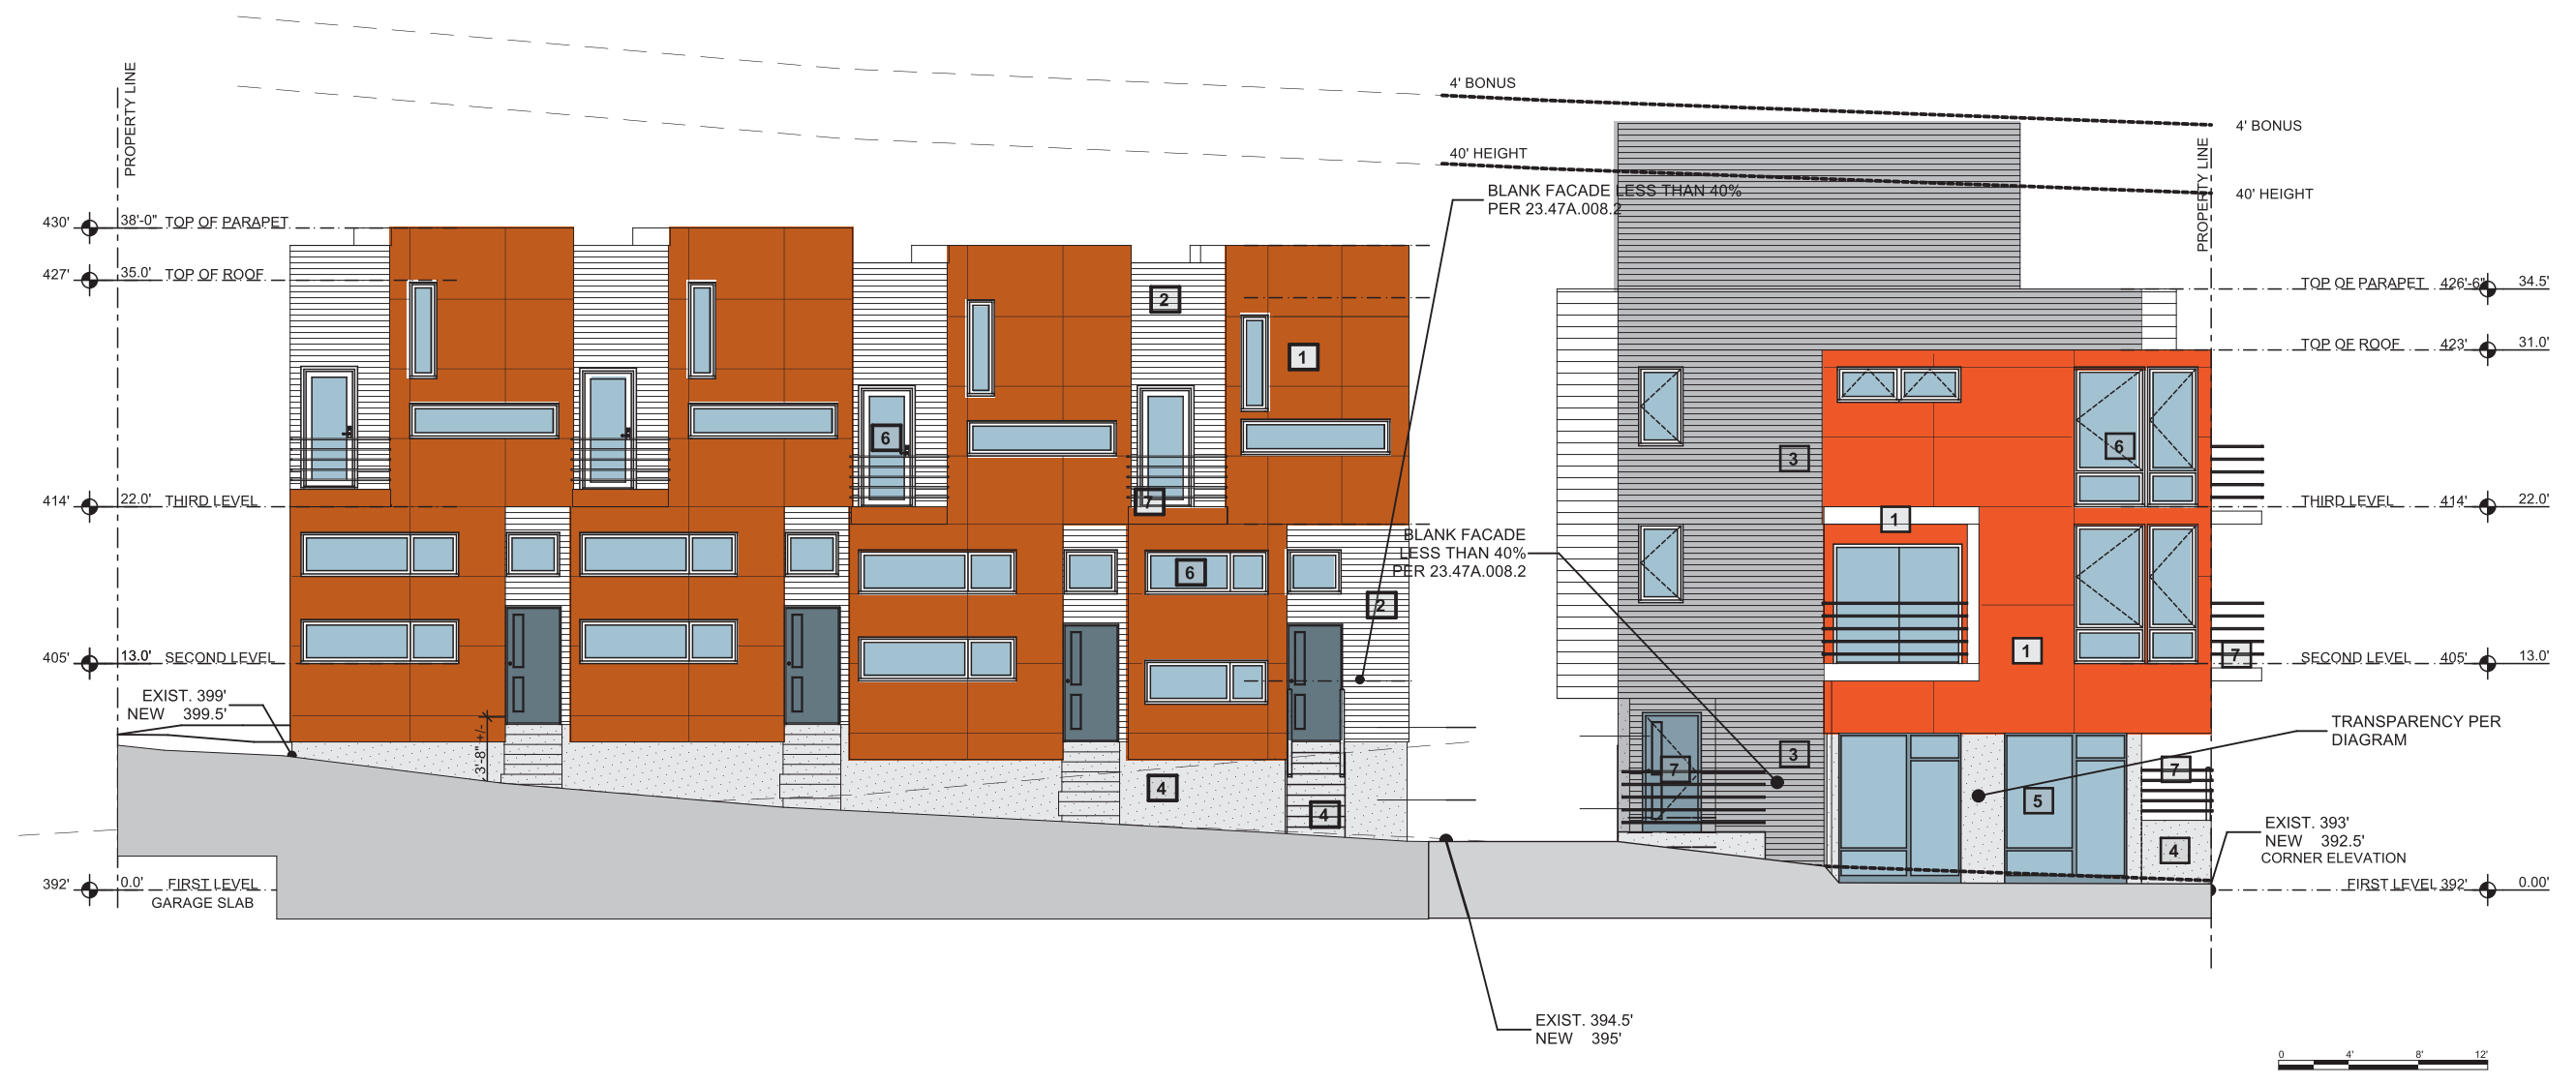 4' BONUS
4' BONUS
PROPERTY LINE
40' HEIGHT
40' HEIGHT
PROPERTY LINE
BLANK FACADE LESS THAN 40%
PER 23.47A.008.2
430' 38'-0" TOP OF PARAPET
427' 35.0' TOP OF ROOF
TOP OF PARAPET 426'-6" 34.5'
2
TOP OF ROOF 423' 31.0'
1
6
6
3
414' 22.0' THIRD LEVEL
THIRD LEVEL 414' 22.0'
7
1
BLANK FACADE
LESS THAN 40%
PER 23.47A.008.2
6
2
405' 13.0' SECOND LEVEL
1
7
SECOND LEVEL 405' 13.0'
EXIST. 399'
NEW 399.5'
TRANSPARENCY PER
DIAGRAM
3'-8" +/-
7
3
7
4
5
4
4
EXIST. 393'
NEW 392.5'
CORNER ELEVATION
392' 0.0' FIRST LEVEL
GARAGE SLAB
FIRST LEVEL 392' 0.00'
EXIST. 394.5'
NEW 395'
0 4' 8' 12'